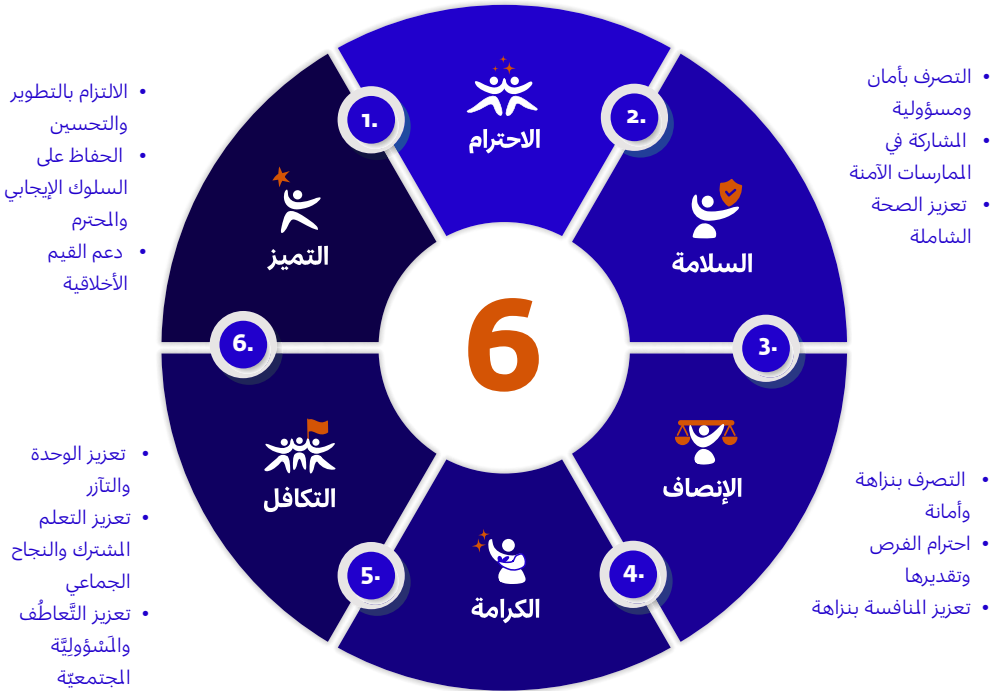 1.
الاحترام
2.
السلامة
• التصرف بأمان
ومسؤولية
• المشاركة في
الممارسات الآمنة
• تعزيز الصحة
الشاملة
3.
الإنصاف
• التصرف بنزاهة
وأمانة
• احترام الفرص
وتقديرها
• تعزيز المنافسة بنزاهة
4.
الكرامة
5.
التكافل
• تعزيز الوحدة
والتآزر
• تعزيز التعلم
المشترك والنجاح
الجماعي
• تعزيز التَّعاطُف
والمَسْؤوليَّة
المجتمعيّة
6.
التميز
• الالتزام بالتطوير
والتحسين
• الحفاظ على
السلوك الإيجابي
والمحترم
• دعم القيم
الأخلاقية
6